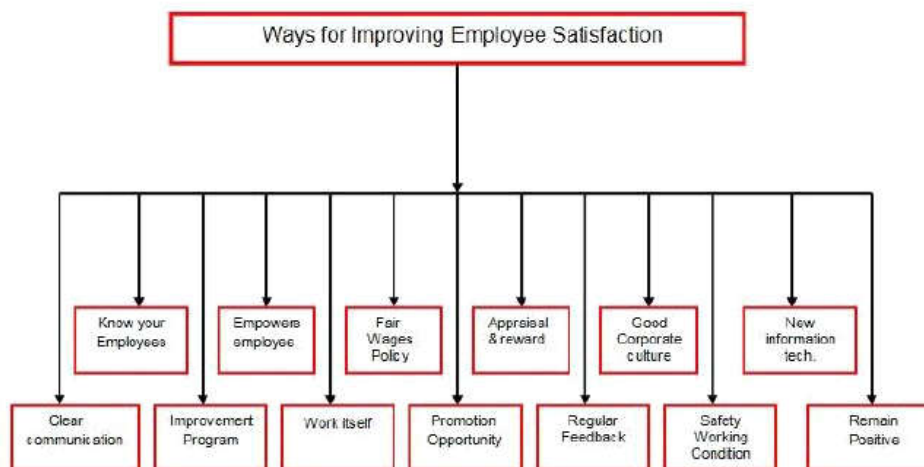 Ways for Improving Employee Satisfaction
Know your
Employees
Empowers
employee
Fair
Wages
Policy
Appraisal
& reward
Good
Corporate
culture
New
information
tech.
Clear
communication
Improvement
Program
Work itself
Promotion
Opportunity
Regular
Feedback
Safety
Working
Condition
Remain
Positive